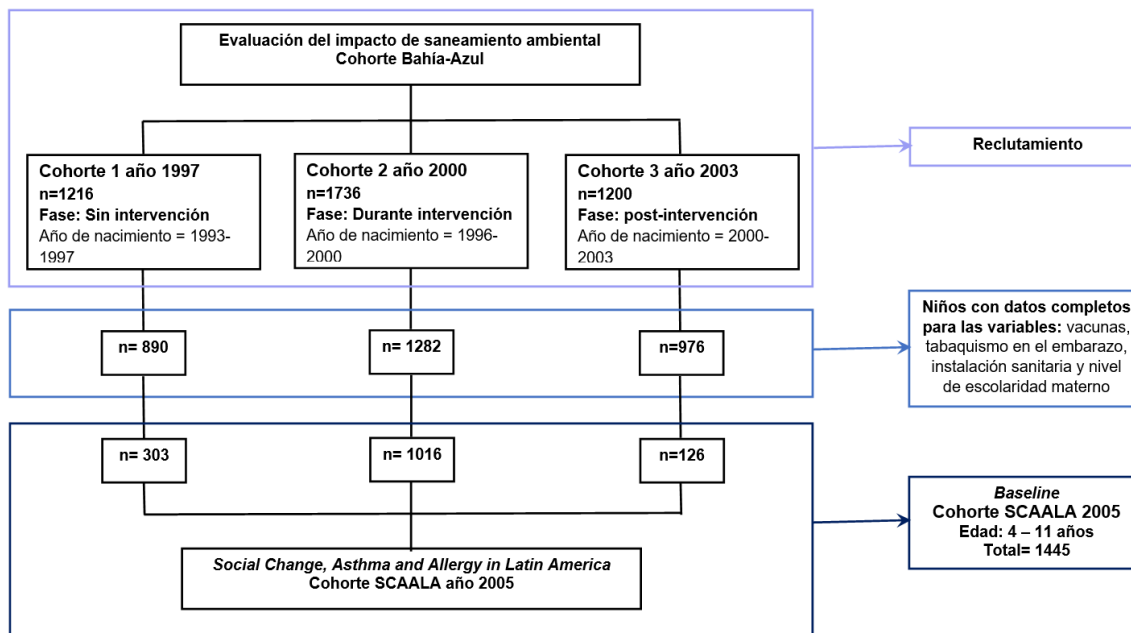 Evaluación del impacto de saneamiento ambiental
Cohorte Bahía-Azul
Cohorte 1 año 1997
n=1216
Fase: Sin intervención
Año de nacimiento = 1993-
1997
Cohorte 2 año 2000
n=1736
Fase: Durante intervención
Año de nacimiento = 1996-
2000
Cohorte 3 año 2003
n=1200
Fase: post-intervención
Año de nacimiento = 2000-
2003
Reclutamiento
n= 890
n= 1282
n=976
Niños con datos completos
para las variables: vacunas,
tabaquismo en el embarazo,
instalación sanitaria y nivel
de escolaridad materno
n= 303
n= 1016
n=126
Baseline
Cohorte SCAALA 2005
Edad: 4 – 11 años
Total= 1445
Social Change, Asthma and Allergy in Latin America
Cohorte SCAALA año 2005